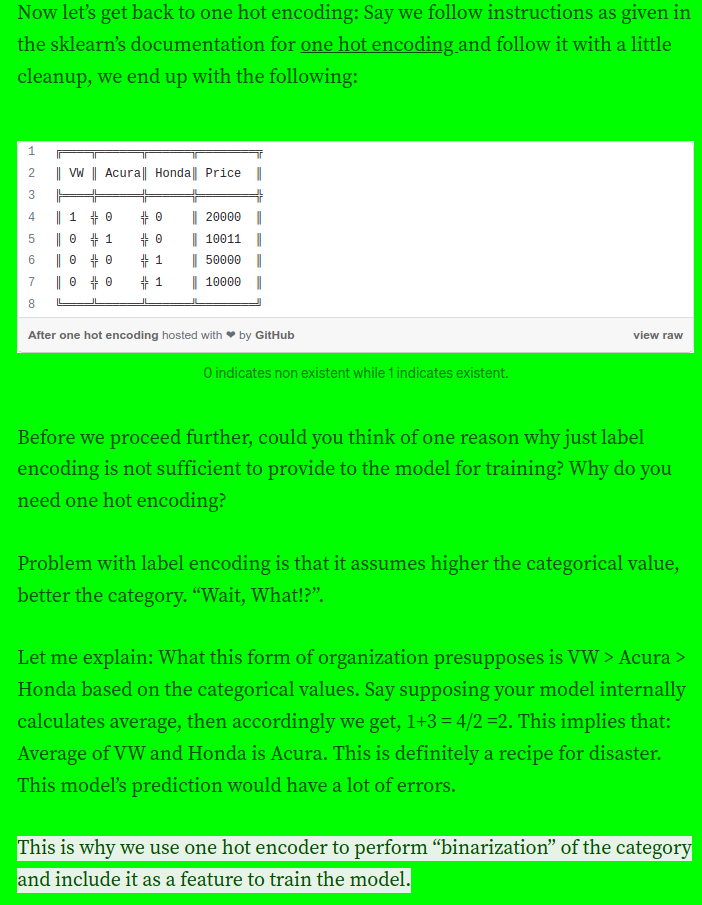 Now let’s get back to one hot encoding: Say we follow instructions as given in
the sklearn’s documentation for one hot encoding and follow it with a little
cleanup, we end up with the following:
1 ╔════╦══════╦══════╦════════╦
2 ║ VW ║ Acura║ Honda║ Price ║
3 ╠════╬══════╬══════╬════════╬
4 ║ 1 ╬ 0 ╬ 0 ║ 20000 ║
5 ║ 0 ╬ 1 ╬ 0 ║ 10011 ║
6 ║ 0 ╬ 0 ╬ 1 ║ 50000 ║
7 ║ 0 ╬ 0 ╬ 1 ║ 10000 ║
8 ╚════╩══════╩══════╩════════╝
After one hot encoding hosted with ❤ by GitHub view raw
0 indicates non existent while 1 indicates existent.
Before we proceed further, could you think of one reason why just label
encoding is not sufficient to provide to the model for training? Why do you
need one hot encoding?
Problem with label encoding is that it assumes higher the categorical value,
better the category. “Wait, What!?”.
Let me explain: What this form of organization presupposes is VW > Acura >
Honda based on the categorical values. Say supposing your model internally
calculates average, then accordingly we get, 1+3 = 4/2 =2. This implies that:
Average of VW and Honda is Acura. This is definitely a recipe for disaster.
This model’s prediction would have a lot of errors.
This is why we use one hot encoder to perform “binarization” of the category
and include it as a feature to train the model.